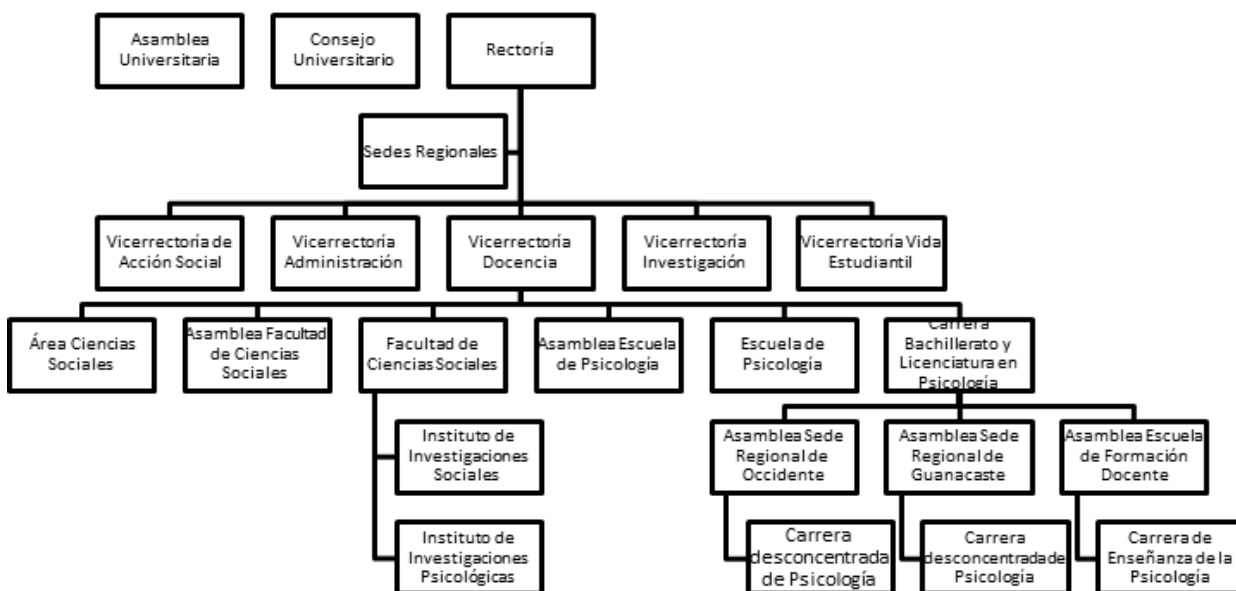 Asamblea
Universitaria
Consejo
Universitario
Rectoría
Sedes Regionales
Vicerrectoría de
Acción Social
Vicerrectoría
Administración
Vicerrectoría
Docencia
Vicerrectoría
Investigación
Vicerrectoría Vida
Estudiantil
Área Ciencias
Sociales
Asamblea Facultad
de Ciencias
Sociales
Facultad de
Ciencias Sociales
Asamblea Escuela
de Psicología
Escuela de
Psicología
Carrera
Bachillerato y
Licenciatura en
Psicología
Instituto de
Investigaciones
Sociales
Instituto de
Investigaciones
Psicológicas
Asamblea Sede
Regional de
Occidente
Asamblea Sede
Regional de
Guanacaste
Asamblea Escuela
de Formación
Docente
Carrera
desconcentrada
de Psicología
Carrera
desconcentrada de
Psicología
Carrera de
Enseñanza de la
Psicología